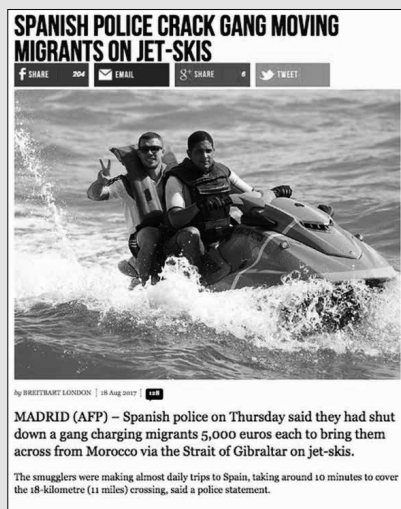 SPANISH POLICE CRACK GANG MOVING
MIGRANTS ON JET-SKIS
f SHARE 204 EMAIL g+ SHARE 6 TWEET
by BREITBART LONDON | 18 Aug 2017 | 128
MADRID (AFP) – Spanish police on Thursday said they had shut
down a gang charging migrants 5,000 euros each to bring them
across from Morocco via the Strait of Gibraltar on jet-skis.
The smugglers were making almost daily trips to Spain, taking around 10 minutes to cover
the 18-kilometre (11 miles) crossing, said a police statement.